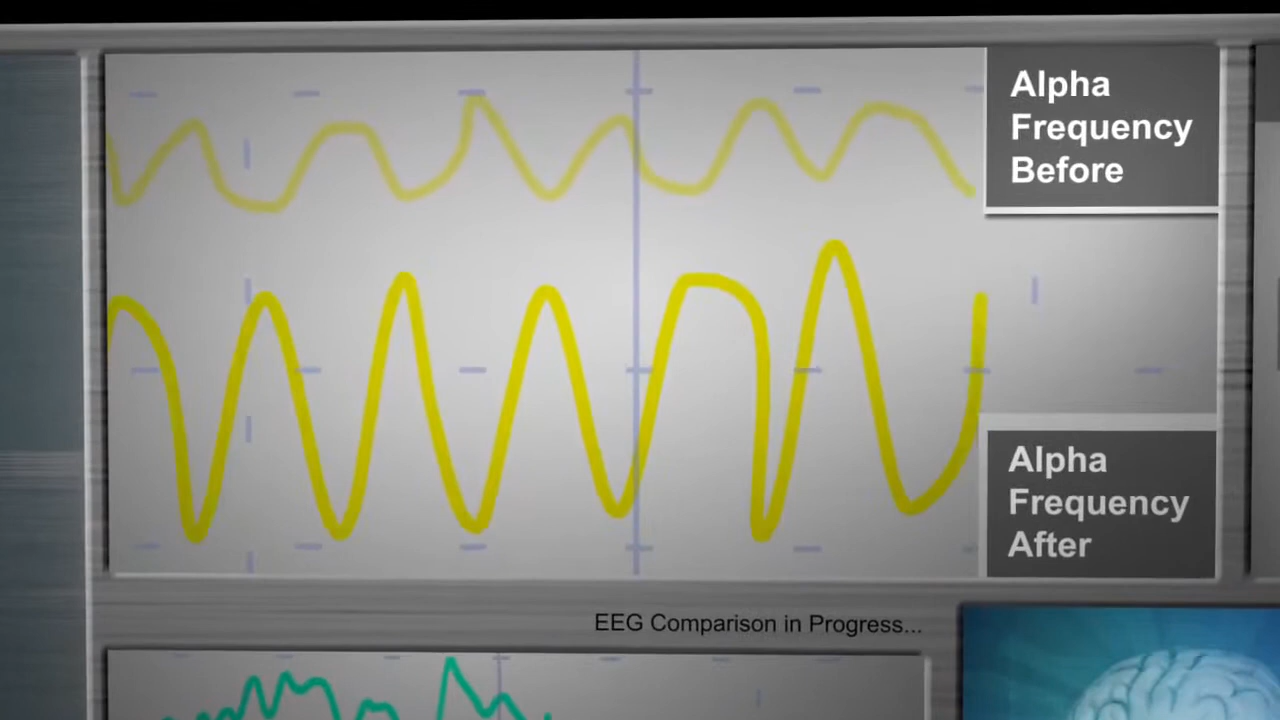 Alpha
Frequency
Before
Alpha
Frequency
After
EEG Comparison in Progress...